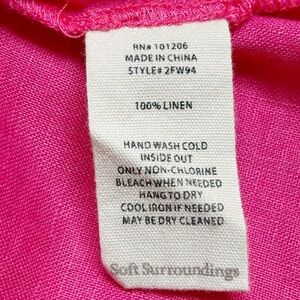 RN# 101206
MADE IN CHINA
STYLE# 2FW94
100% LINEN
HAND WASH COLD
INSIDE OUT
ONLY NON-CHLORINE
BLEACH WHEN NEEDED
HANG TO DRY
COOL IRON IF NEEDED
MAY BE DRY CLEANED
Soft Surroundings